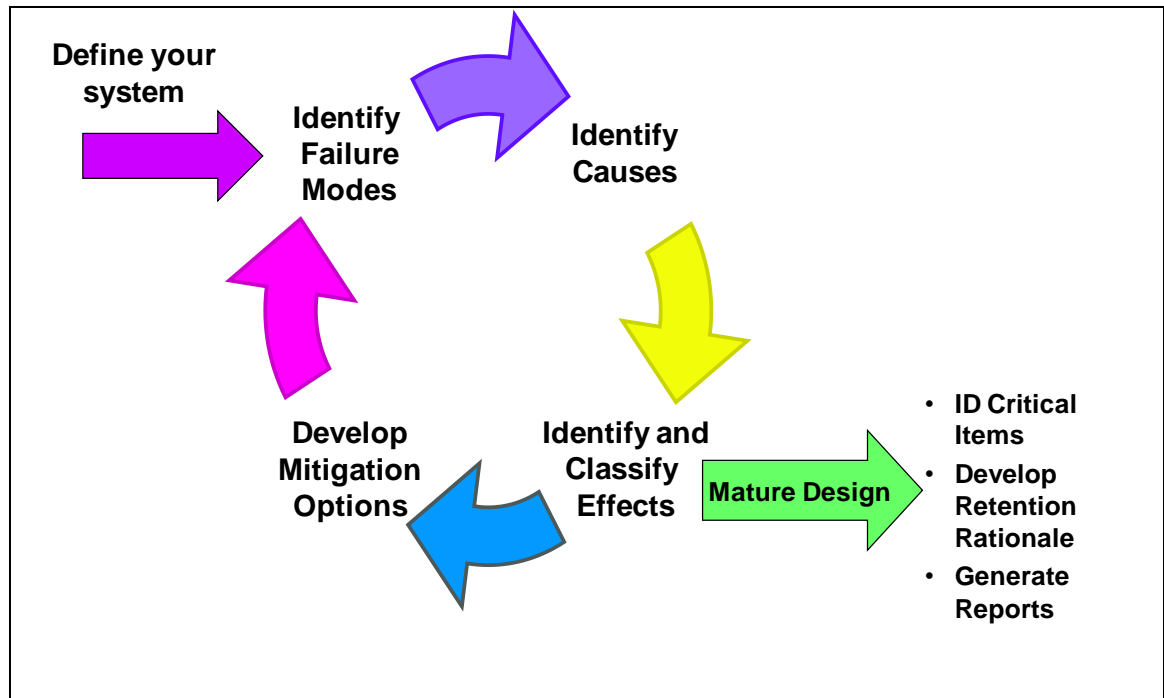 Define your
system
Identify
Failure
Modes
Identify
Causes
Identify and
Classify
Effects
Develop
Mitigation
Options
Mature Design
• ID Critical
Items
• Develop
Retention
Rationale
• Generate
Reports